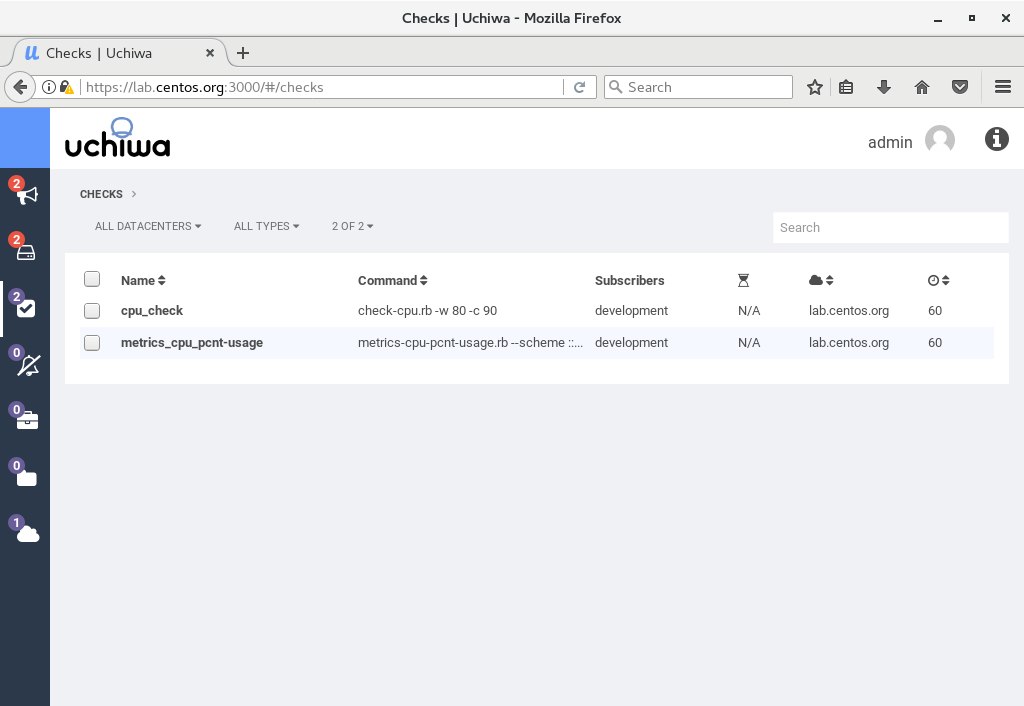 Checks | Uchiwa - Mozilla Firefox
Checks | Uchiwa
https://lab.centos.org:3000/#/checks
Search
uchiwa
admin
2
CHECKS
2
ALL DATACENTERS
ALL TYPES
2 OF 2
Search
Name
Command
Subscribers
2
cpu_check
check-cpu.rb -w 80 -c 90
development
N/A
lab.centos.org
60
metrics_cpu_pcnt-usage
metrics-cpu-pcnt-usage.rb --scheme ::...
development
N/A
lab.centos.org
60
0
0
0
1